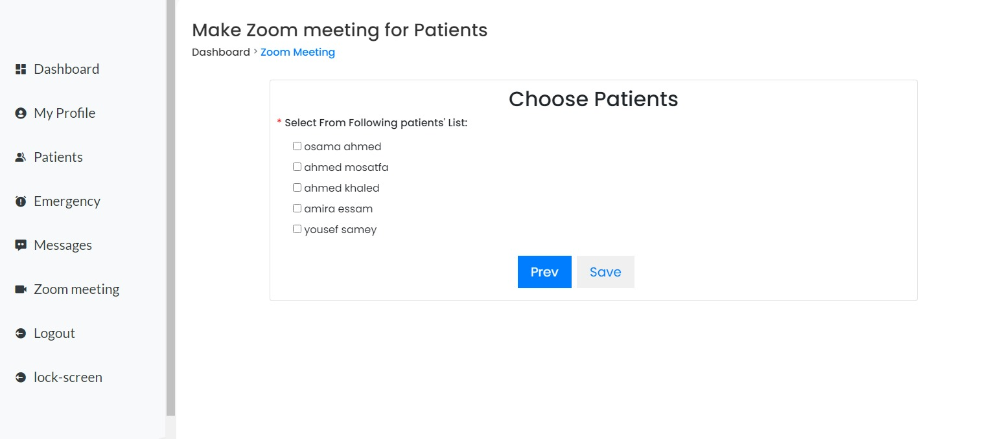 Dashboard
My Profile
Patients
Emergency
Messages
Zoom meeting
Logout
lock-screen
Make Zoom meeting for Patients
Dashboard > Zoom Meeting
Choose Patients
* Select From Following patients' List:
osama ahmed
ahmed mosatfa
ahmed khaled
amira essam
yousef samey
Prev Save